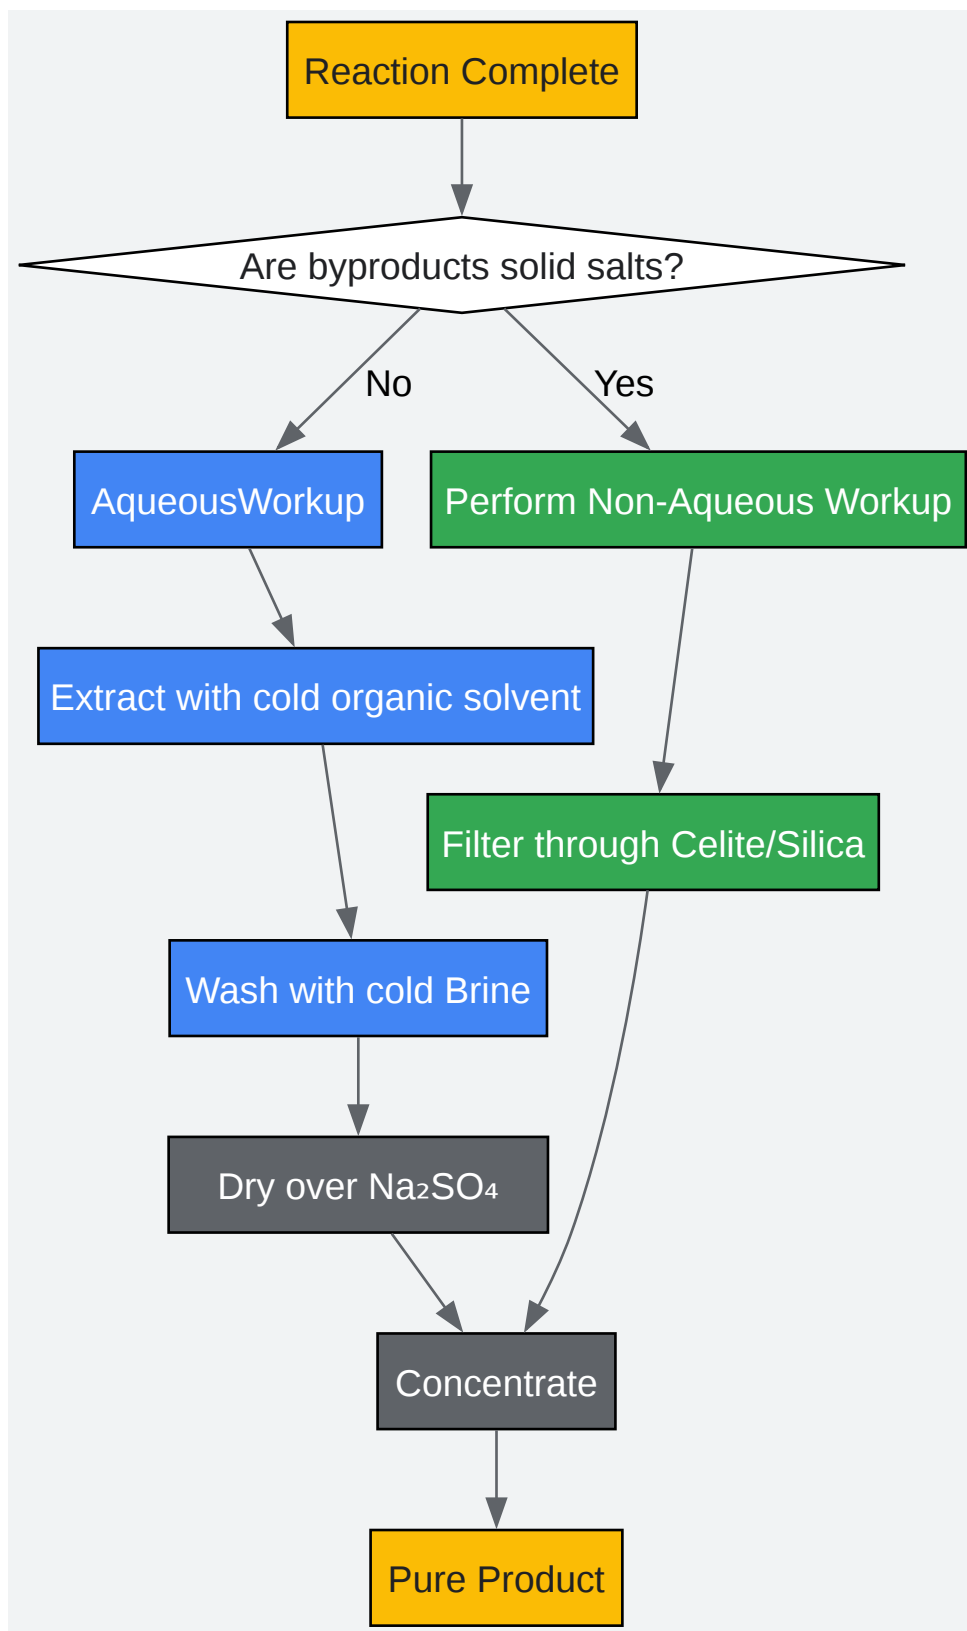 Reaction Complete
Are byproducts solid salts?
No
Yes
AqueousWorkup
Perform Non-Aqueous Workup
Extract with cold organic solvent
Filter through Celite/Silica
Wash with cold Brine
Dry over Na₂SO₄
Concentrate
Pure Product